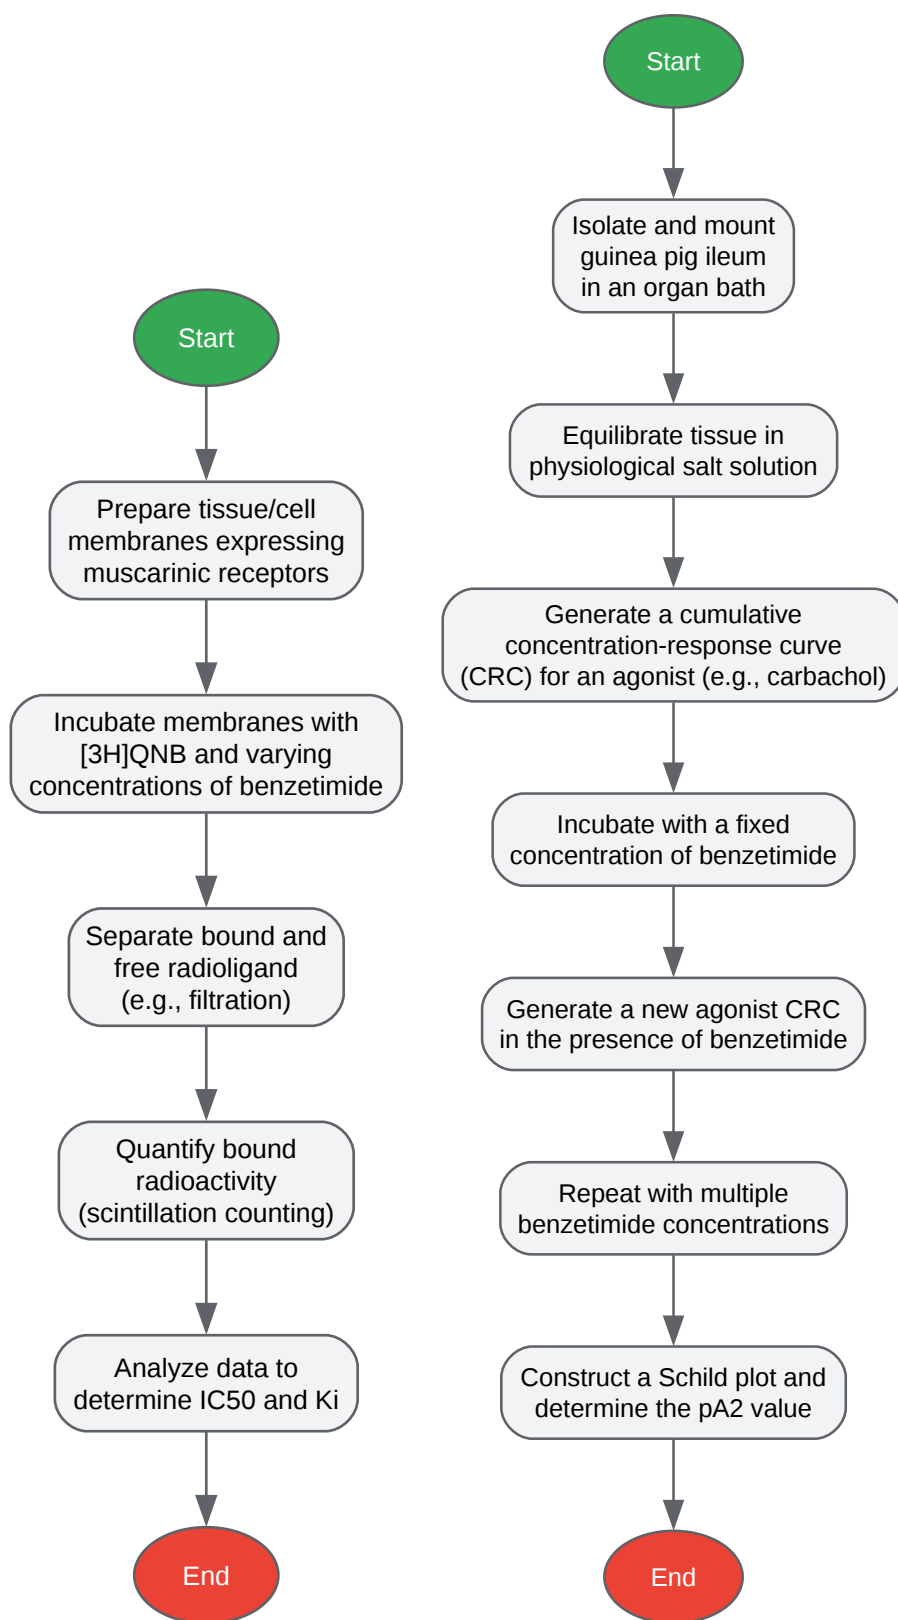 Start
Prepare tissue/cell
membranes expressing
muscarinic receptors
Incubate membranes with
[3H]QNB and varying
concentrations of benzetimide
Separate bound and
free radioligand
(e.g., filtration)
Quantify bound
radioactivity
(scintillation counting)
Analyze data to
determine IC50 and Ki
End
Start
Isolate and mount
guinea pig ileum
in an organ bath
Equilibrate tissue in
physiological salt solution
Generate a cumulative
concentration-response curve
(CRC) for an agonist (e.g., carbachol)
Incubate with a fixed
concentration of benzetimide
Generate a new agonist CRC
in the presence of benzetimide
Repeat with multiple
benzetimide concentrations
Construct a Schild plot and
determine the pA2 value
End